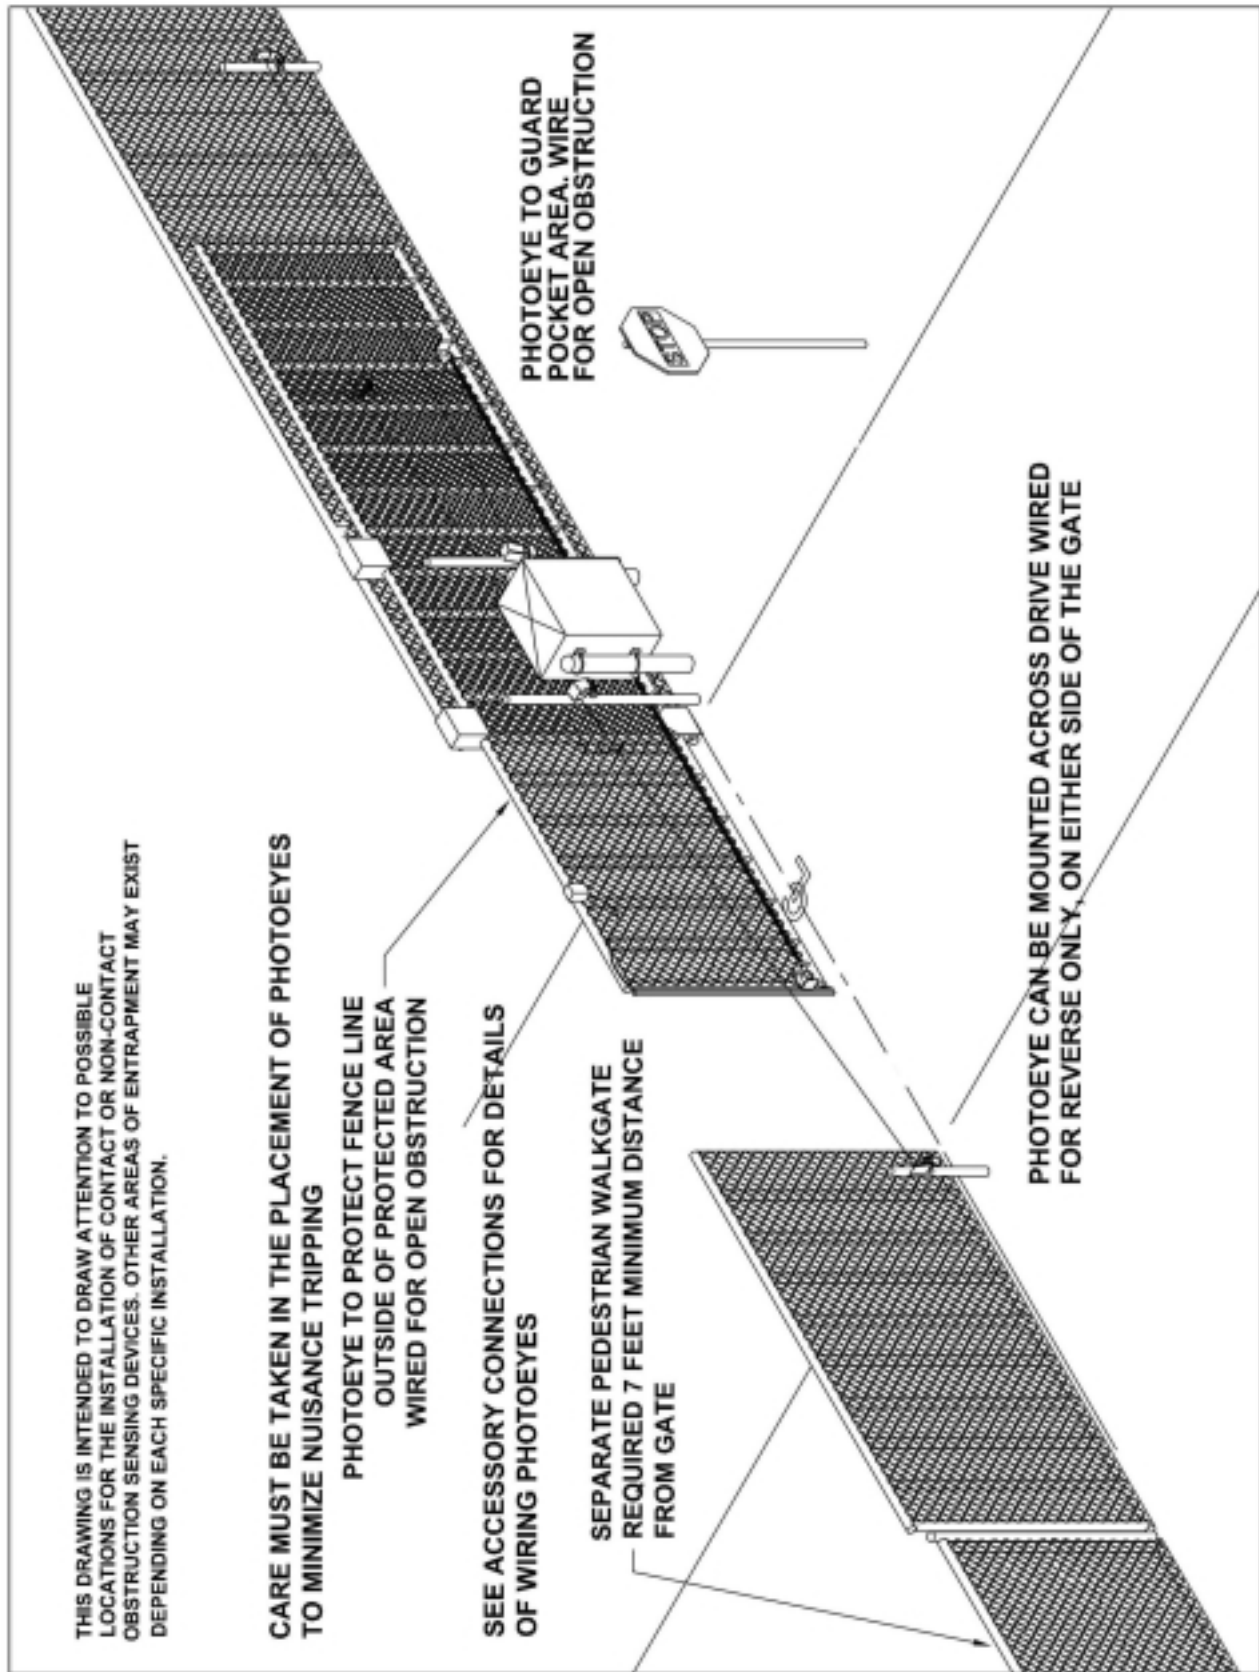 THIS DRAWING IS INTENDED TO DRAW ATTENTION TO POSSIBLE
LOCATIONS FOR THE INSTALLATION OF CONTACT OR NON-CONTACT
OBSTRUCTION SENSING DEVICES. OTHER AREAS OF ENTRAPMENT MAY EXIST
DEPENDING ON EACH SPECIFIC INSTALLATION.
CARE MUST BE TAKEN IN THE PLACEMENT OF PHOTOEYES
TO MINIMIZE NUISANCE TRIPPING
PHOTOEYE TO PROTECT FENCE LINE
OUTSIDE OF PROTECTED AREA
WIRED FOR OPEN OBSTRUCTION
SEE ACCESSORY CONNECTIONS FOR DETAILS
OF WIRING PHOTOEYES
SEPARATE PEDESTRIAN WALKGATE
REQUIRED 7 FEET MINIMUM DISTANCE
FROM GATE
PHOTOEYE TO GUARD
POCKET AREA. WIRE
FOR OPEN OBSTRUCTION
STOP
PHOTOEYE CAN BE MOUNTED ACROSS DRIVE WIRED
FOR REVERSE ONLY, ON EITHER SIDE OF THE GATE